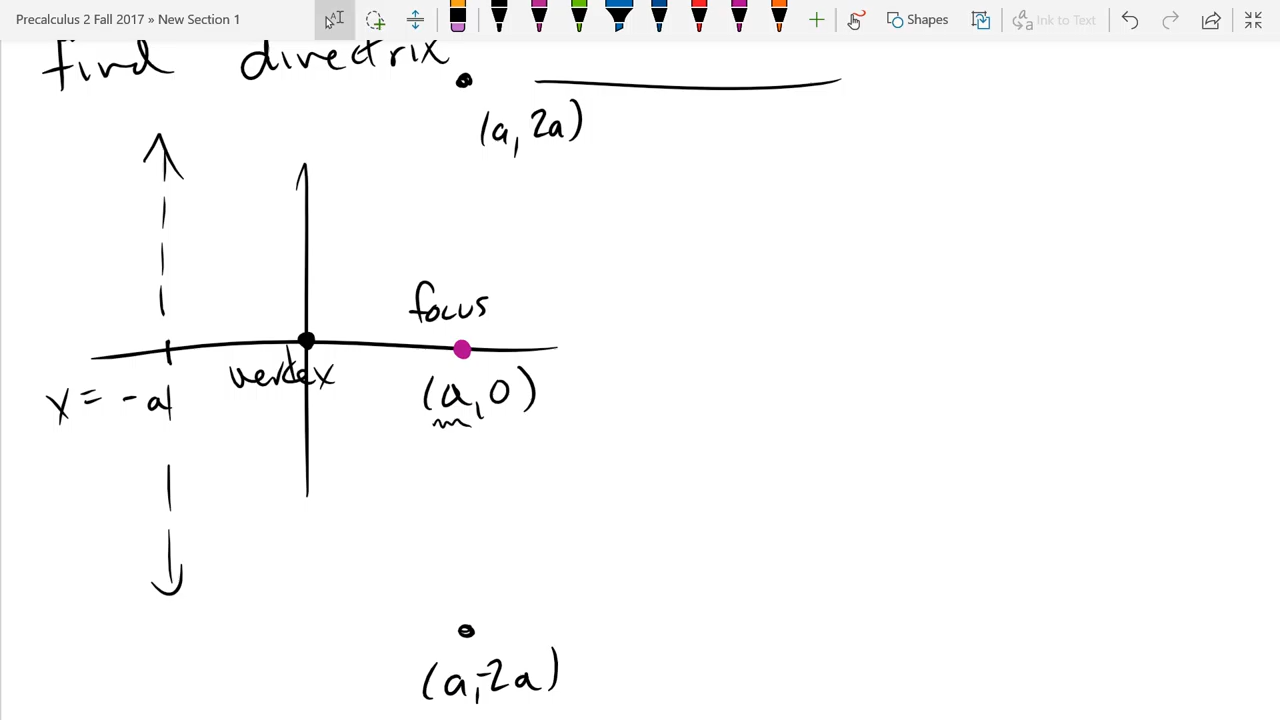 Precalculus 2 Fall 2017 » New Section 1
Shapes
Ink to Text
find directrix
(a, 2a)
focus
vertex
(a, 0)
x = -a
(a, -2a)